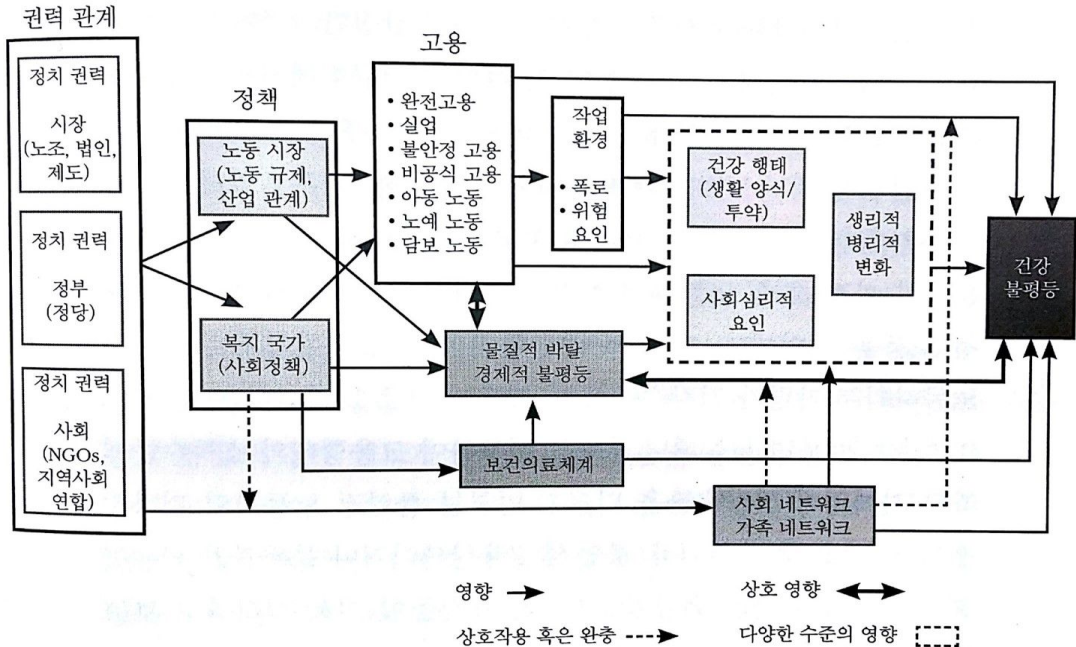 권력 관계
정치 권력
시장
(노조, 법인,
제도)
정치 권력
정부
(정당)
정치 권력
사회
(NGOs,
지역사회
연합)
정책
노동 시장
(노동 규제,
산업 관계)
복지 국가
(사회정책)
고용
• 완전고용
• 실업
• 불안정 고용
• 비공식 고용
• 아동 노동
• 노예 노동
• 담보 노동
작업
환경
• 폭로
• 위험
요인
물질적 박탈
경제적 불평등
보건의료체계
건강 행태
(생활 양식/
투약)
사회심리적
요인
생리적
병리적
변화
사회 네트워크
가족 네트워크
건강
불평등
영향
상호 영향
상호작용 혹은 완충
다양한 수준의 영향